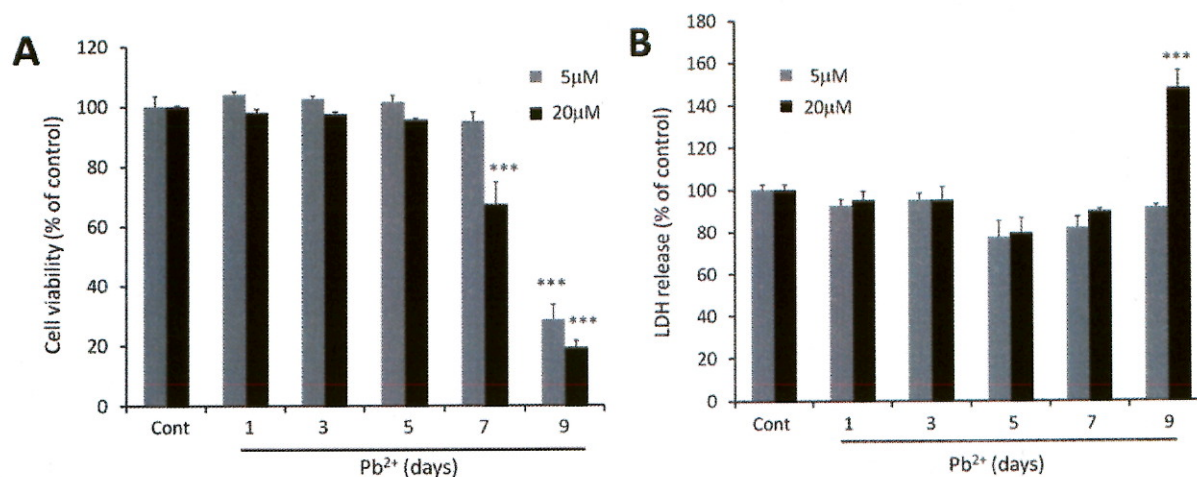 A
120
100
80
60
40
20
0
Cell viability (% of control)
5μM
20μM
***
***
***
Cont 1 3 5 7 9
Pb²⁺ (days)
B
180
160
140
120
100
80
60
40
20
0
LDH release (% of control)
5μM
20μM
***
Cont 1 3 5 7 9
Pb²⁺ (days)